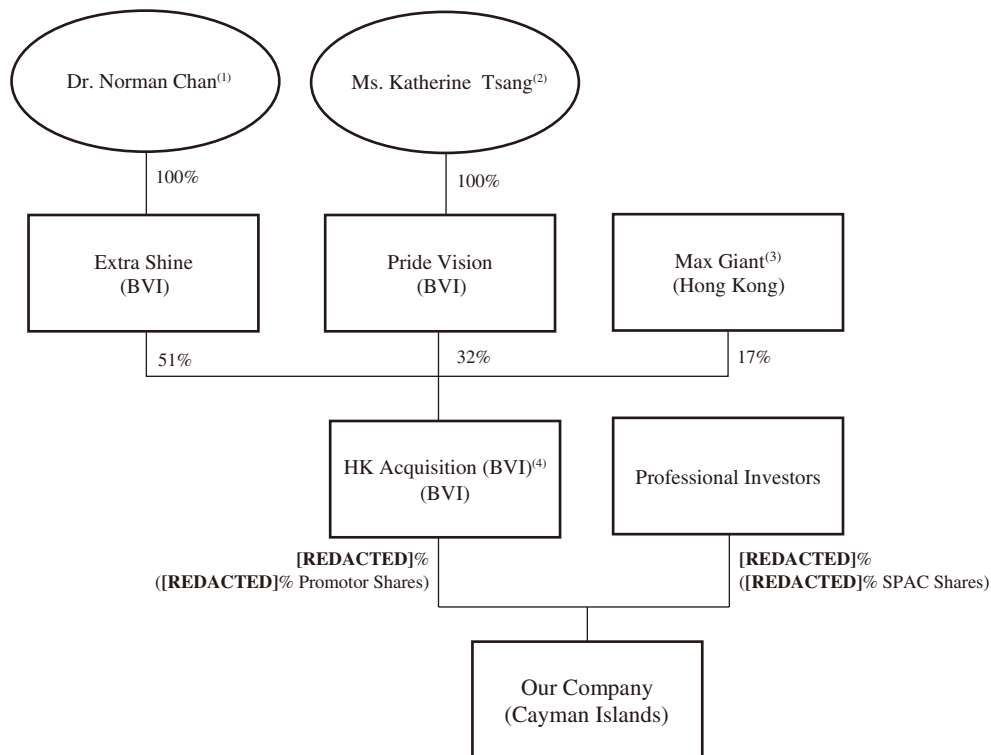 Dr. Norman Chan(1)
Ms. Katherine Tsang(2)
100%
100%
Extra Shine
(BVI)
Pride Vision
(BVI)
Max Giant(3)
(Hong Kong)
51%
32%
17%
HK Acquisition (BVI)(4)
(BVI)
Professional Investors
[REDACTED]%
([REDACTED]% Promotor Shares)
[REDACTED]%
([REDACTED]% SPAC Shares)
Our Company
(Cayman Islands)